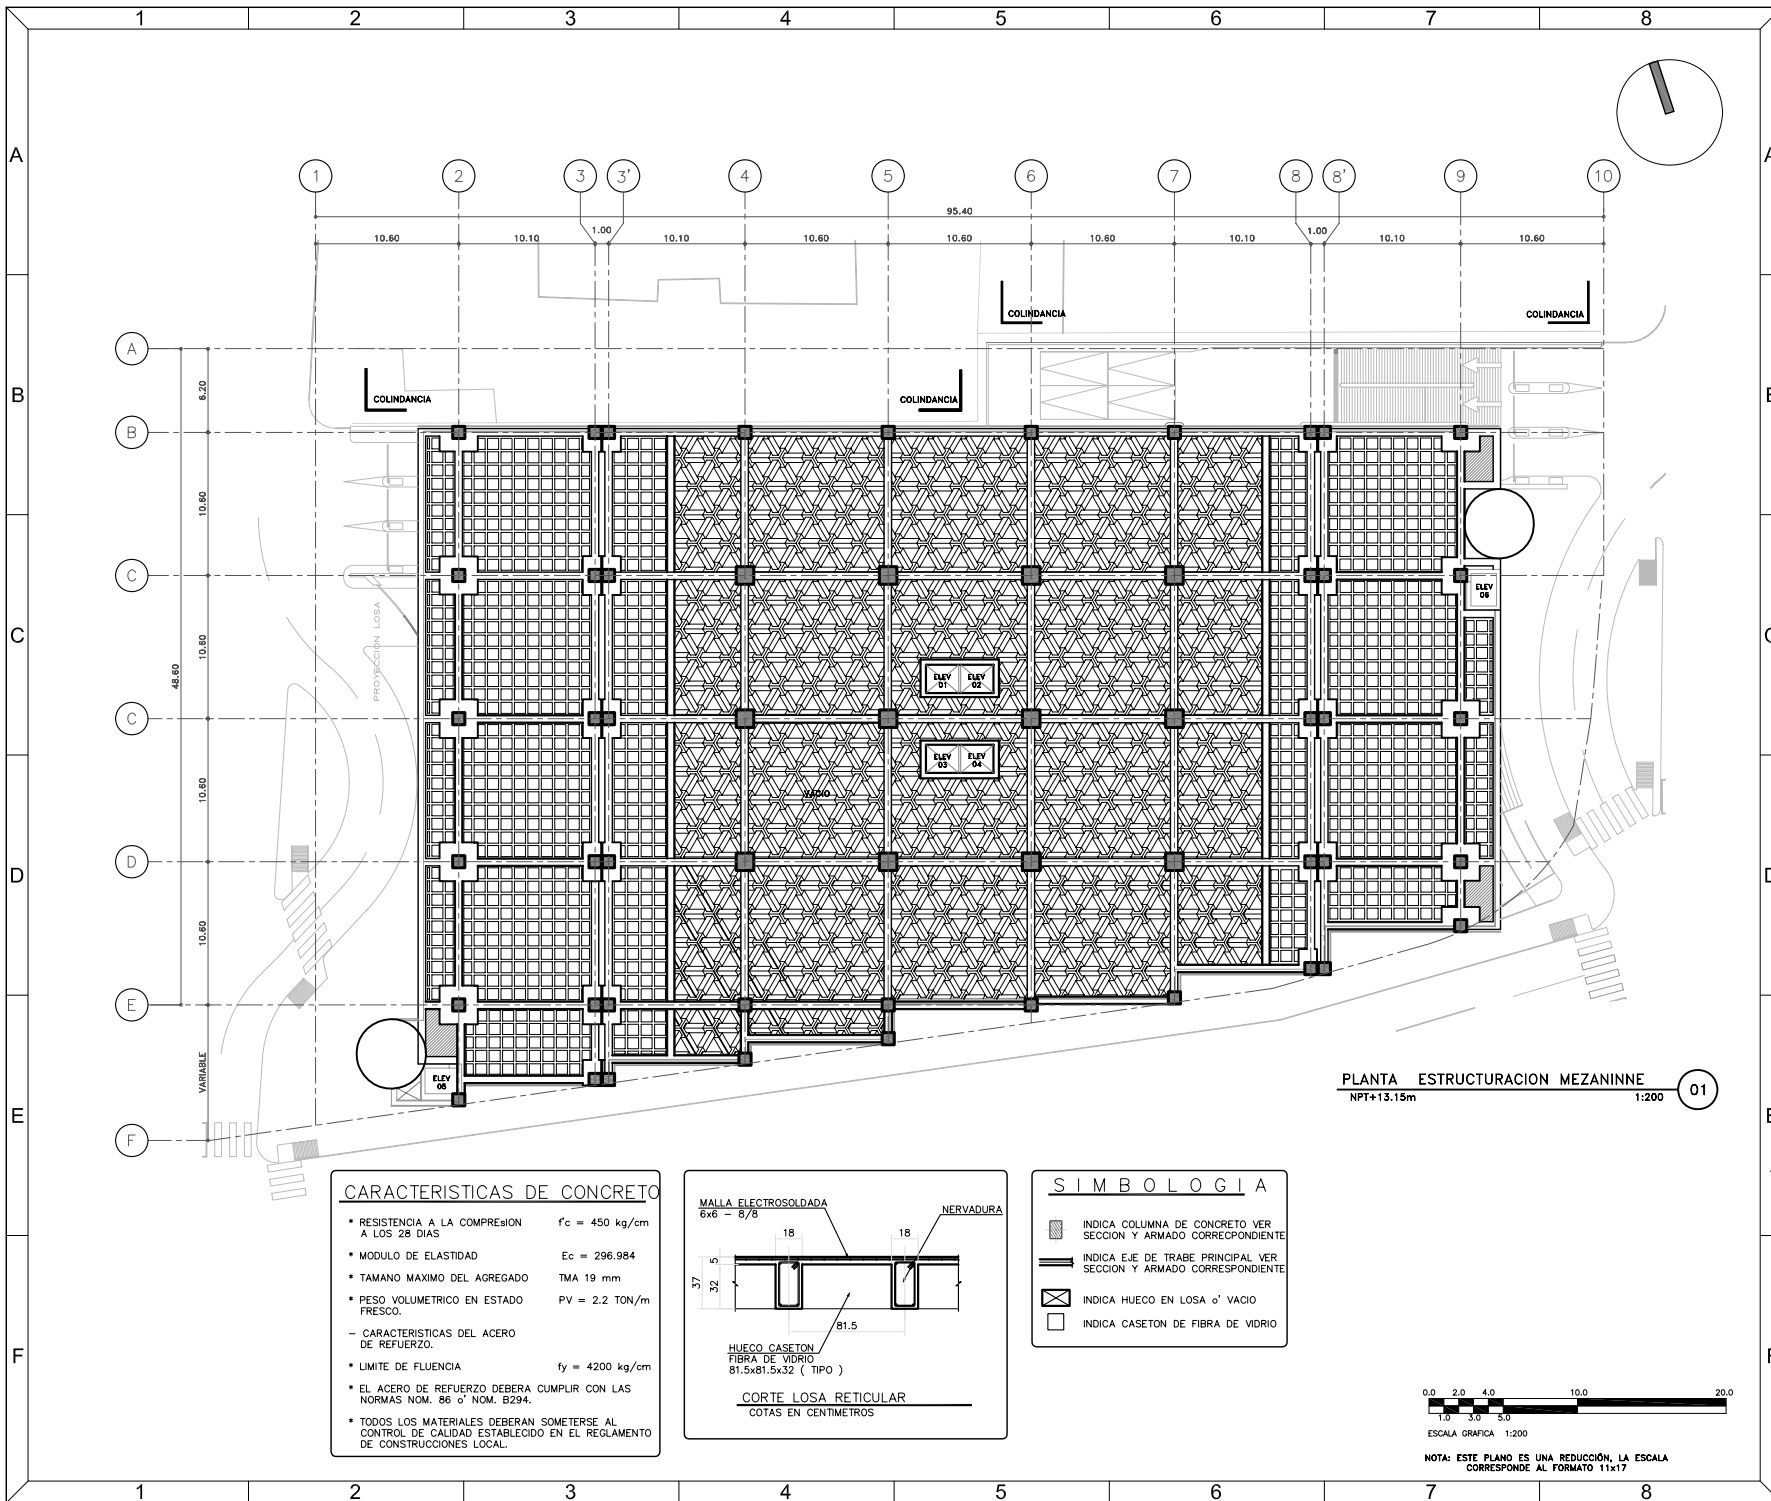 1 2 3 4 5 6 7 8
A
1 2 3 3' 4 5 6 7 8 8' 9 10
95.40
10.60 10.10 1.00 10.10 10.60 10.60 10.60 10.10 1.00 10.10 10.60
COLINDANCIA COLINDANCIA
A
B
6.20
COLINDANCIA COLINDANCIA
B
10.60
C
ELEV
06
PROYECCION LOSA
C
10.60
48.60
ELEV
01
ELEV
02
C
ELEV
03
ELEV
04
10.60
VACIO
D
D
10.60
E
VARIABLE
ELEV
05
PLANTA ESTRUCTURACION MEZANINNE
NPT+13.15m 1:200
01
E
F
CARACTERISTICAS DE CONCRETO
* RESISTENCIA A LA COMPRESION f'c = 450 kg/cm
A LOS 28 DIAS
* MODULO DE ELASTIDAD Ec = 296.984
* TAMANO MAXIMO DEL AGREGADO TMA 19 mm
* PESO VOLUMETRICO EN ESTADO PV = 2.2 TON/m
FRESCO.
- CARACTERISTICAS DEL ACERO
DE REFUERZO.
* LIMITE DE FLUENCIA fy = 4200 kg/cm
* EL ACERO DE REFUERZO DEBERA CUMPLIR CON LAS
NORMAS NOM. 86 o' NOM. B294.
* TODOS LOS MATERIALES DEBERAN SOMETERSE AL
CONTROL DE CALIDAD ESTABLECIDO EN EL REGLAMENTO
DE CONSTRUCCIONES LOCAL.
MALLA ELECTROSOLDADA
6x6 - 8/8
NERVADURA
18 18
5
37
32
81.5
HUECO CASETON
FIBRA DE VIDRIO
81.5x81.5x32 ( TIPO )
CORTE LOSA RETICULAR
COTAS EN CENTIMETROS
SIMBOLOGIA
INDICA COLUMNA DE CONCRETO VER
SECCION Y ARMADO CORRECPONDIENTE
INDICA EJE DE TRABE PRINCIPAL VER
SECCION Y ARMADO CORRESPONDIENTE
INDICA HUECO EN LOSA o' VACIO
INDICA CASETON DE FIBRA DE VIDRIO
F
0.0 2.0 4.0 10.0 20.0
1.0 3.0 5.0
ESCALA GRAFICA 1:200
NOTA: ESTE PLANO ES UNA REDUCCIÓN, LA ESCALA
CORRESPONDE AL FORMATO 11x17
1 2 3 4 5 6 7 8